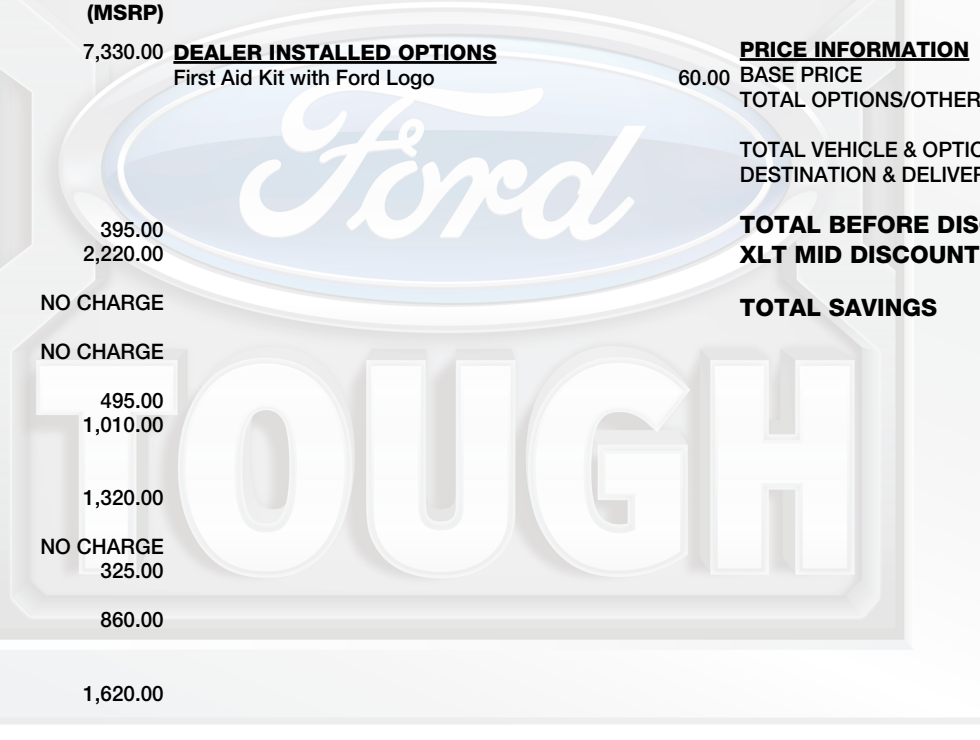 (MSRP)
7,330.00
395.00
2,220.00
NO CHARGE
NO CHARGE
495.00
1,010.00
1,320.00
NO CHARGE
325.00
860.00
1,620.00
DEALER INSTALLED OPTIONS
First Aid Kit with Ford Logo 60.00
PRICE INFORMATION
BASE PRICE
TOTAL OPTIONS/OTHER
TOTAL VEHICLE & OPTIO
DESTINATION & DELIVER
TOTAL BEFORE DIS
XLT MID DISCOUNT
TOTAL SAVINGS
Ford
TOUGH